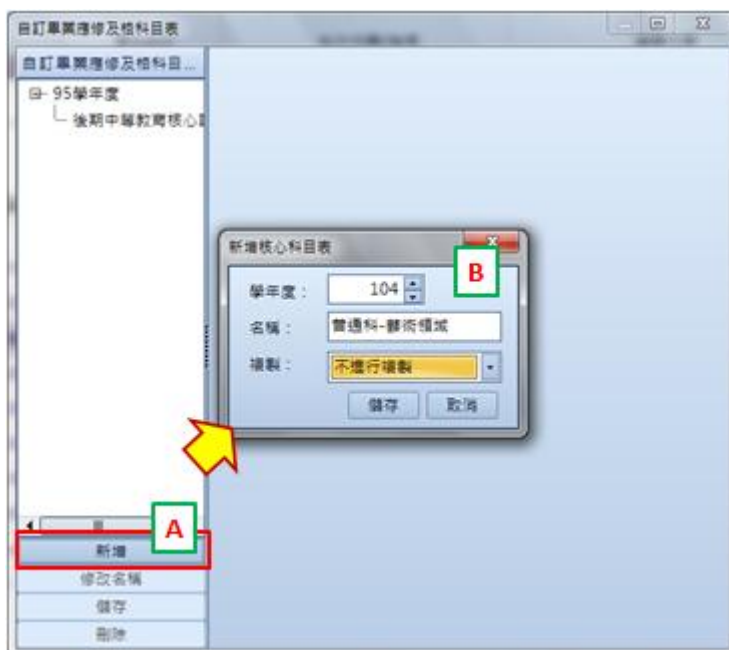 自訂畢業應修及格科目表
自訂畢業應修及格科目...
95學年度
後期中等教育核心課
新增核心科目表
B
學年度： 104
名稱： 普通科-藝術領域
複製： 不進行複製
儲存 取消
A
新增
修改名稱
儲存
刪除